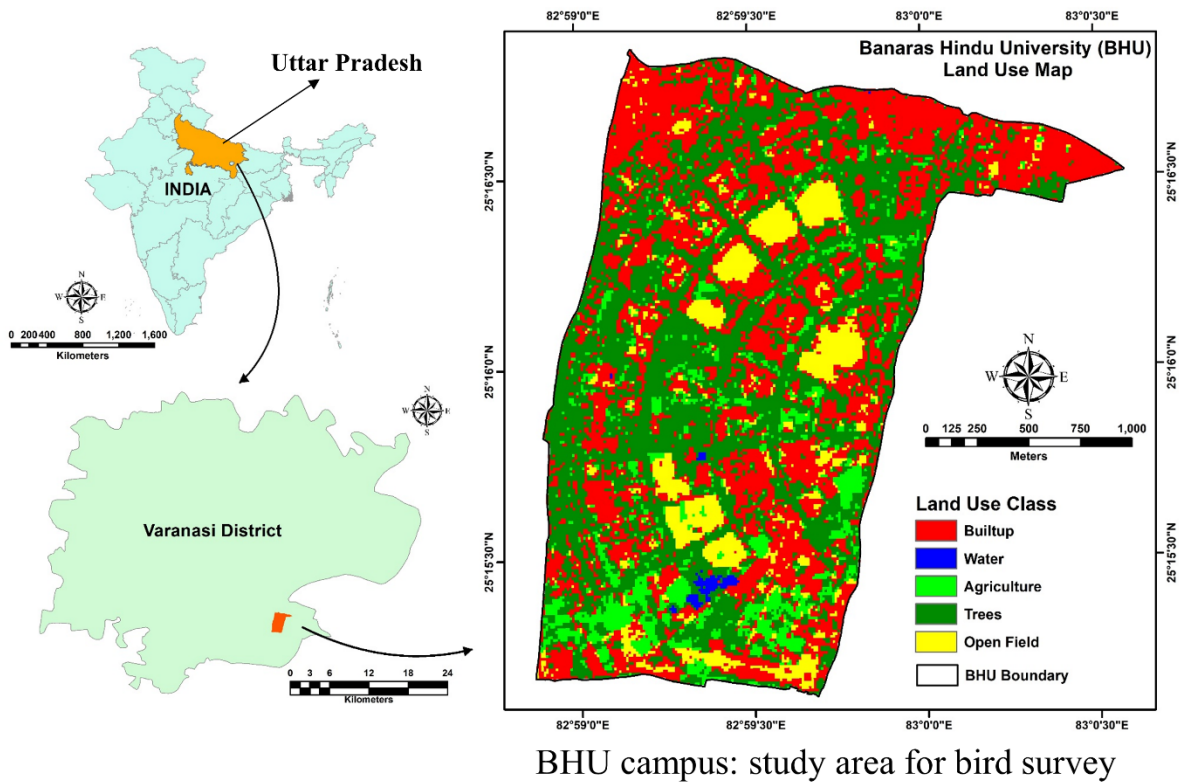 Uttar Pradesh
INDIA
N
W E
S
0 200 400 800 1,200 1,600
Kilometers
Varanasi District
N
W E
S
0 3 6 12 18 24
Kilometers
82°59'0"E 82°59'30"E 83°0'0"E 83°0'30"E
Banaras Hindu University (BHU)
Land Use Map
25°16'30"N 25°16'30"N
25°16'0"N 25°16'0"N
25°15'30"N 25°15'30"N
N
W E
S
0 125 250 500 750 1,000
Meters
Land Use Class
Builtup
Water
Agriculture
Trees
Open Field
BHU Boundary
82°59'0"E 82°59'30"E 83°0'0"E 83°0'30"E
BHU campus: study area for bird survey